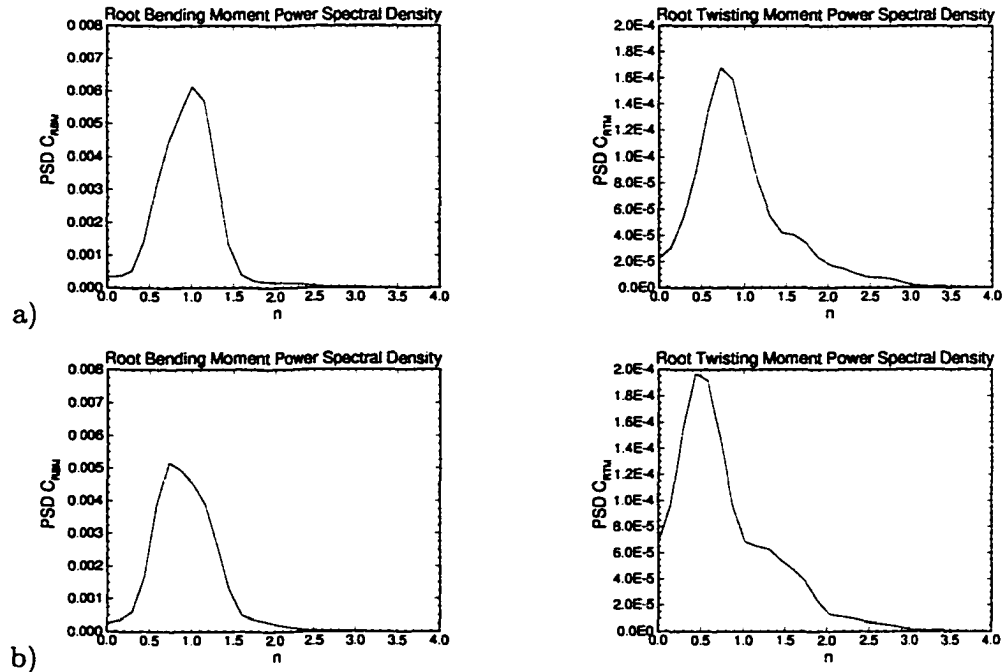 Root Bending Moment Power Spectral Density
0.008
0.007
0.006
0.005
0.004
0.003
0.002
0.001
0.000
PSD C_RBM
0.0 0.5 1.0 1.5 2.0 2.5 3.0 3.5 4.0
n
Root Twisting Moment Power Spectral Density
2.0E-4
1.8E-4
1.6E-4
1.4E-4
1.2E-4
1.0E-4
8.0E-5
6.0E-5
4.0E-5
2.0E-5
0.0E0
PSD C_RTM
0.0 0.5 1.0 1.5 2.0 2.5 3.0 3.5 4.0
n
a)
Root Bending Moment Power Spectral Density
0.008
0.007
0.006
0.005
0.004
0.003
0.002
0.001
0.000
PSD C_RBM
0.0 0.5 1.0 1.5 2.0 2.5 3.0 3.5 4.0
n
Root Twisting Moment Power Spectral Density
2.0E-4
1.8E-4
1.6E-4
1.4E-4
1.2E-4
1.0E-4
8.0E-5
6.0E-5
4.0E-5
2.0E-5
0.0E0
PSD C_RTM
0.0 0.5 1.0 1.5 2.0 2.5 3.0 3.5 4.0
n
b)